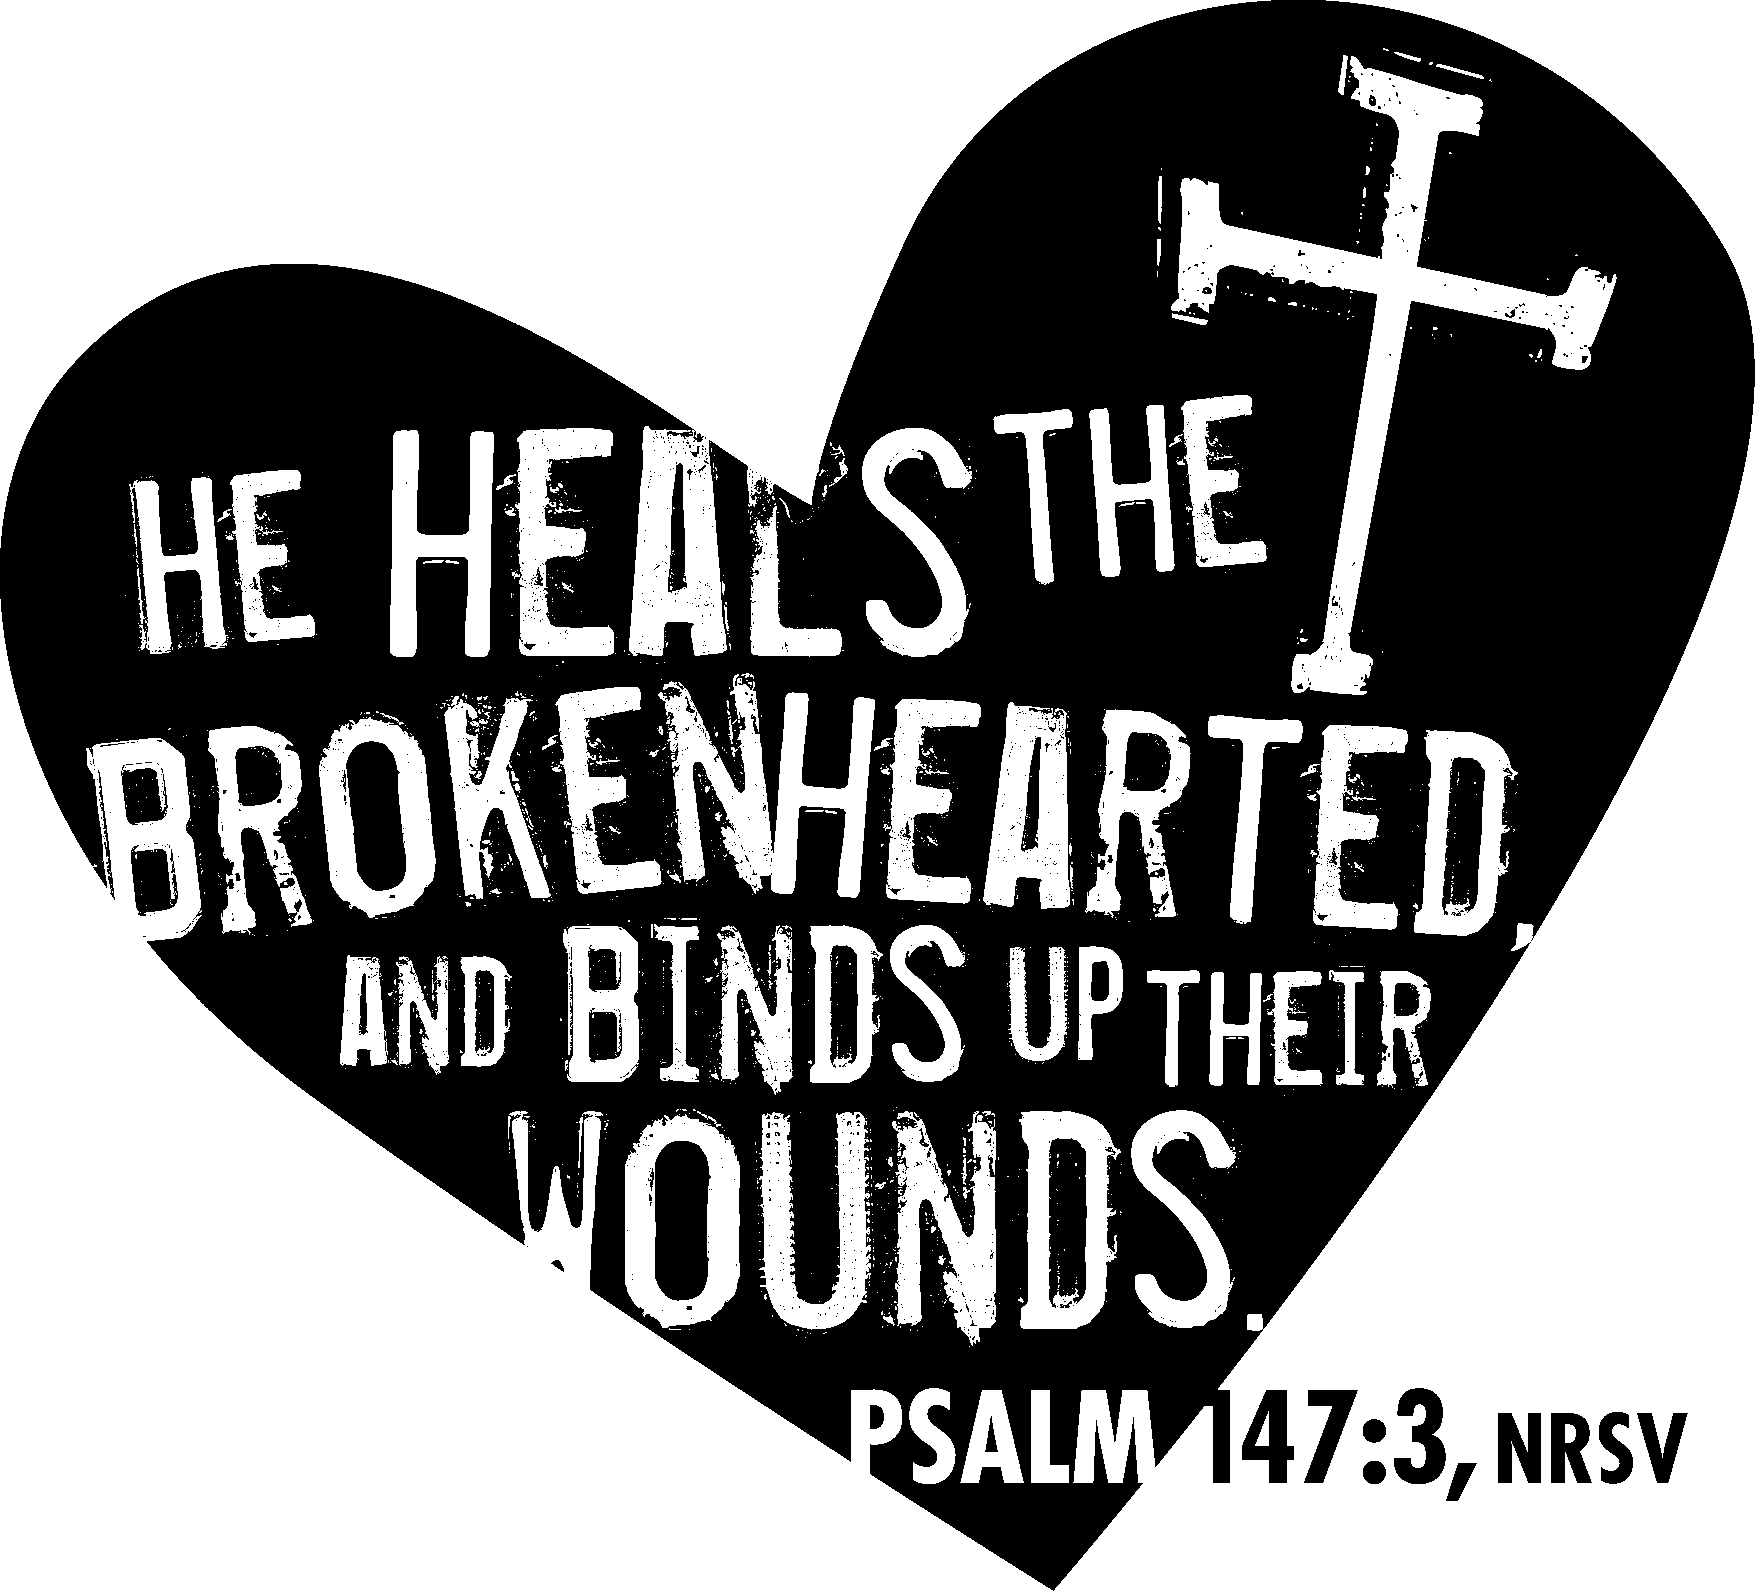 HE HEALS THE
BROKENHEARTED,
AND BINDS UP THEIR
WOUNDS.
PSALM 147:3, NRSV